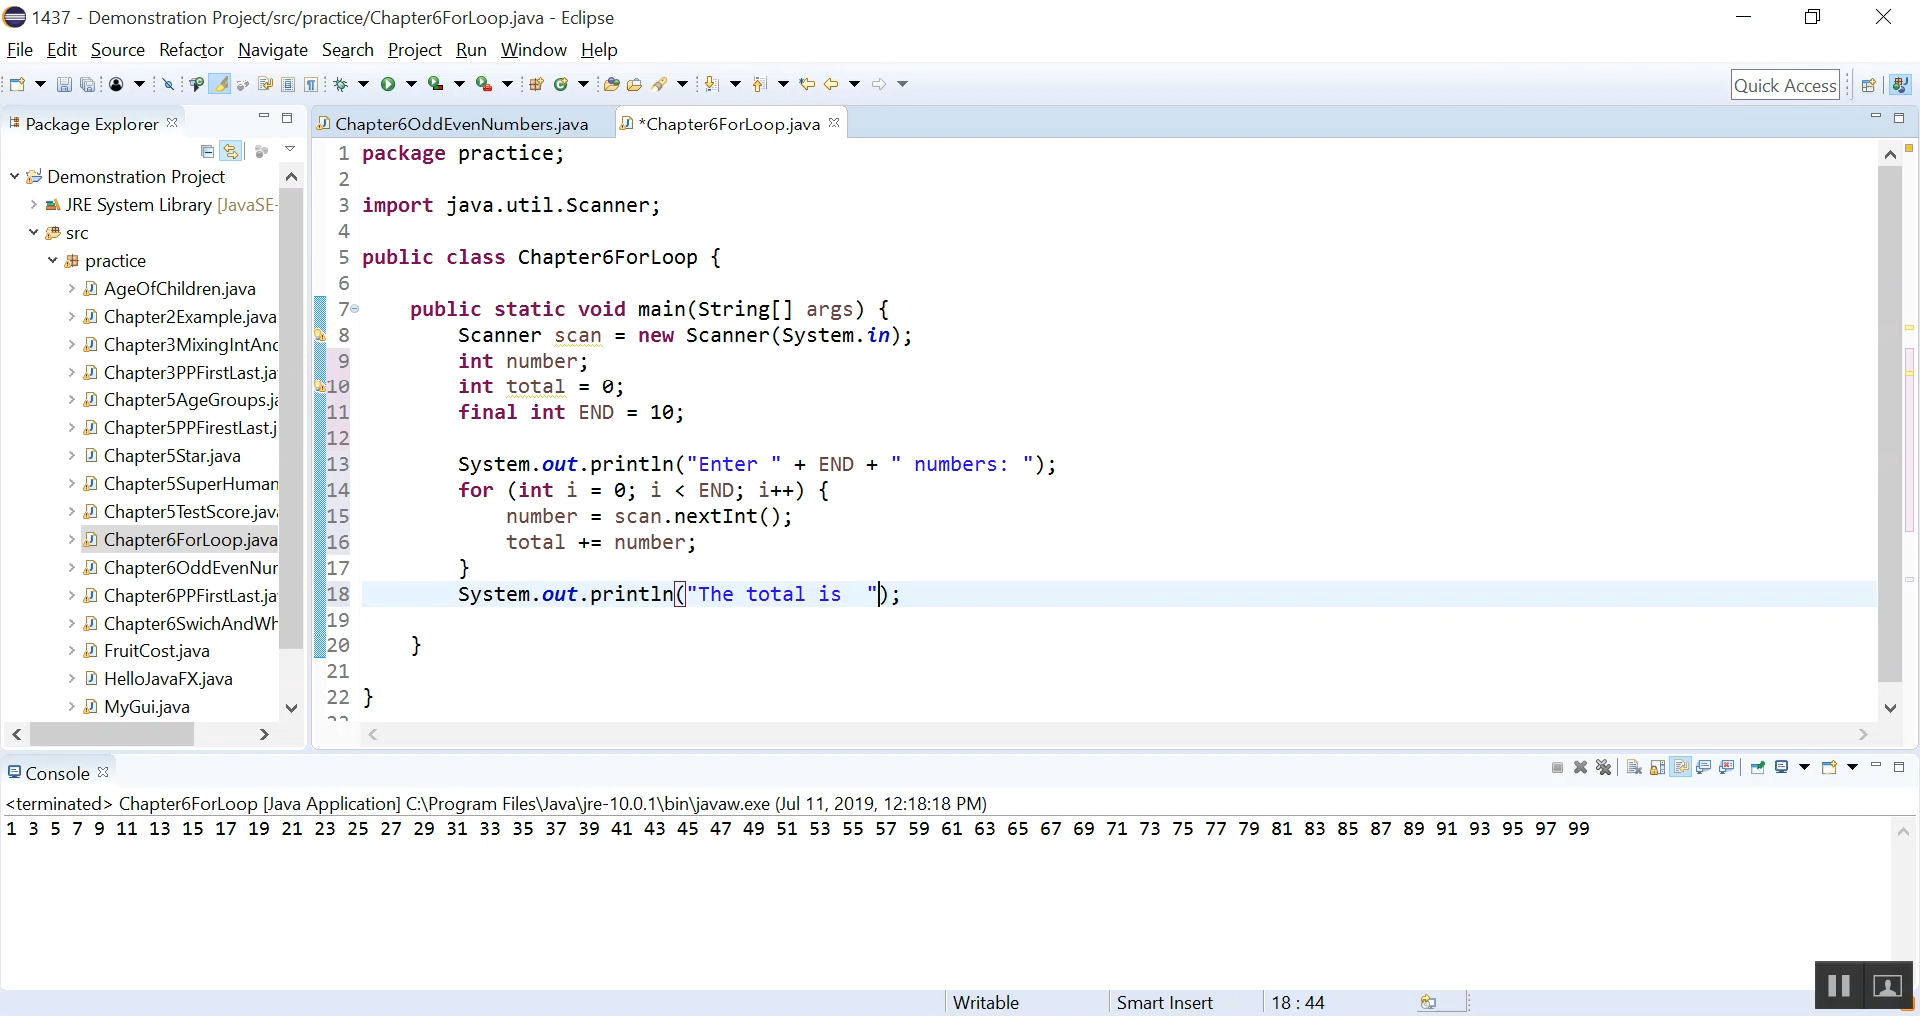 1437 - Demonstration Project/src/practice/Chapter6ForLoop.java - Eclipse
File Edit Source Refactor Navigate Search Project Run Window Help
Quick Access
Package Explorer
Demonstration Project
JRE System Library [JavaSE-
src
practice
AgeOfChildren.java
Chapter2Example.java
Chapter3MixingIntAnd
Chapter3PPFirstLast.ja
Chapter5AgeGroups.ja
Chapter5PPFirestLast.j
Chapter5Star.java
Chapter5SuperHuman
Chapter5TestScore.java
Chapter6ForLoop.java
Chapter6OddEvenNur
Chapter6PPFirstLast.ja
Chapter6SwichAndWh
FruitCost.java
HelloJavaFX.java
MyGui.java
Chapter6OddEvenNumbers.java *Chapter6ForLoop.java
1 package practice;
2
3 import java.util.Scanner;
4
5 public class Chapter6ForLoop {
6
7 public static void main(String[] args) {
8 Scanner scan = new Scanner(System.in);
9 int number;
10 int total = 0;
11 final int END = 10;
12
13 System.out.println("Enter " + END + " numbers: ");
14 for (int i = 0; i < END; i++) {
15 number = scan.nextInt();
16 total += number;
17 }
18 System.out.println("The total is  ");
19
20 }
21
22 }
Console
<terminated> Chapter6ForLoop [Java Application] C:\Program Files\Java\jre-10.0.1\bin\javaw.exe (Jul 11, 2019, 12:18:18 PM)
1 3 5 7 9 11 13 15 17 19 21 23 25 27 29 31 33 35 37 39 41 43 45 47 49 51 53 55 57 59 61 63 65 67 69 71 73 75 77 79 81 83 85 87 89 91 93 95 97 99
Writable Smart Insert 18 : 44